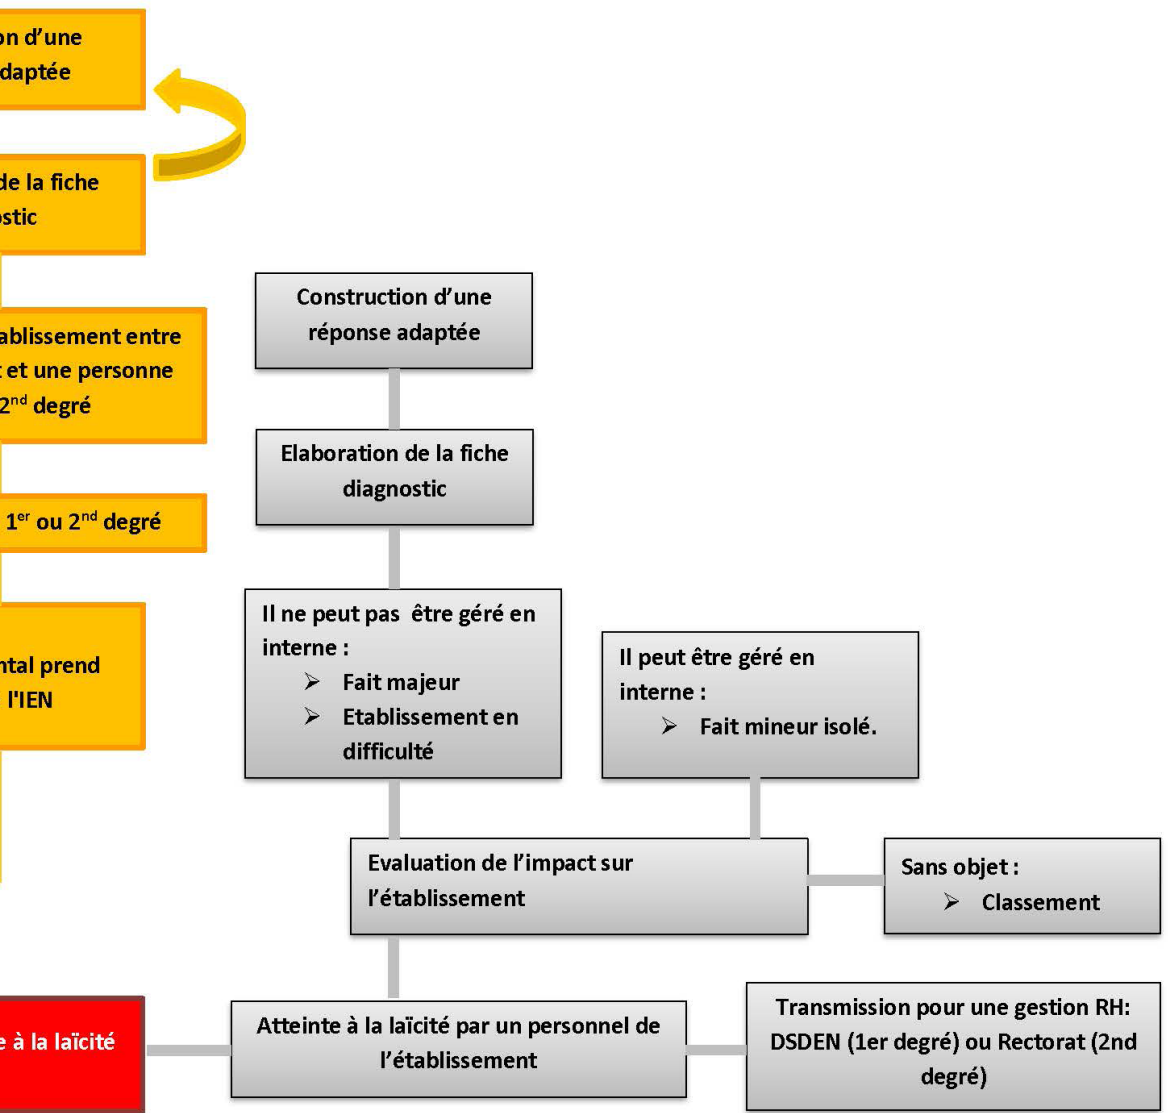 on d’une
daptée
de la fiche
ostic
Construction d’une
réponse adaptée
ablissement entre
t et une personne
2nd degré
Elaboration de la fiche
diagnostic
1er ou 2nd degré
Il ne peut pas être géré en
interne :
➢ Fait majeur
➢ Etablissement en
difficulté
ntal prend
l'IEN
Il peut être géré en
interne :
➢ Fait mineur isolé.
Evaluation de l’impact sur
l’établissement
Sans objet :
➢ Classement
e à la laïcité
Atteinte à la laïcité par un personnel de
l’établissement
Transmission pour une gestion RH:
DSDEN (1er degré) ou Rectorat (2nd
degré)